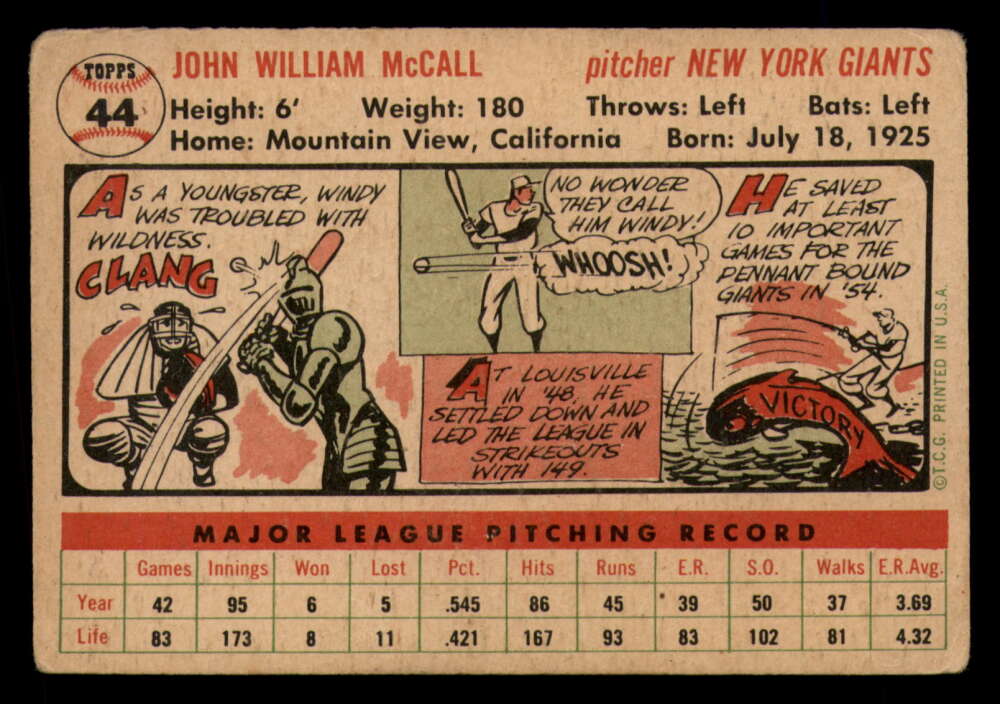 TOPPS
44
JOHN WILLIAM McCALL pitcher NEW YORK GIANTS
Height: 6' Weight: 180 Throws: Left Bats: Left
Home: Mountain View, California Born: July 18, 1925
AS A YOUNGSTER, WINDY
WAS TROUBLED WITH
WILDNESS.
CLANG
NO WONDER
THEY CALL
HIM WINDY!
WHOOSH!
AT LOUISVILLE
IN '48, HE
SETTLED DOWN AND
LED THE LEAGUE IN
STRIKEOUTS
WITH 149.
HE SAVED
AT LEAST
10 IMPORTANT
GAMES FOR THE
PENNANT BOUND
GIANTS IN '54.
VICTORY
©T.C.G. PRINTED IN U.S.A.
MAJOR LEAGUE PITCHING RECORD
Games Innings Won Lost Pct. Hits Runs E.R. S.O. Walks E.R.Avg.
Year 42 95 6 5 .545 86 45 39 50 37 3.69
Life 83 173 8 11 .421 167 93 83 102 81 4.32